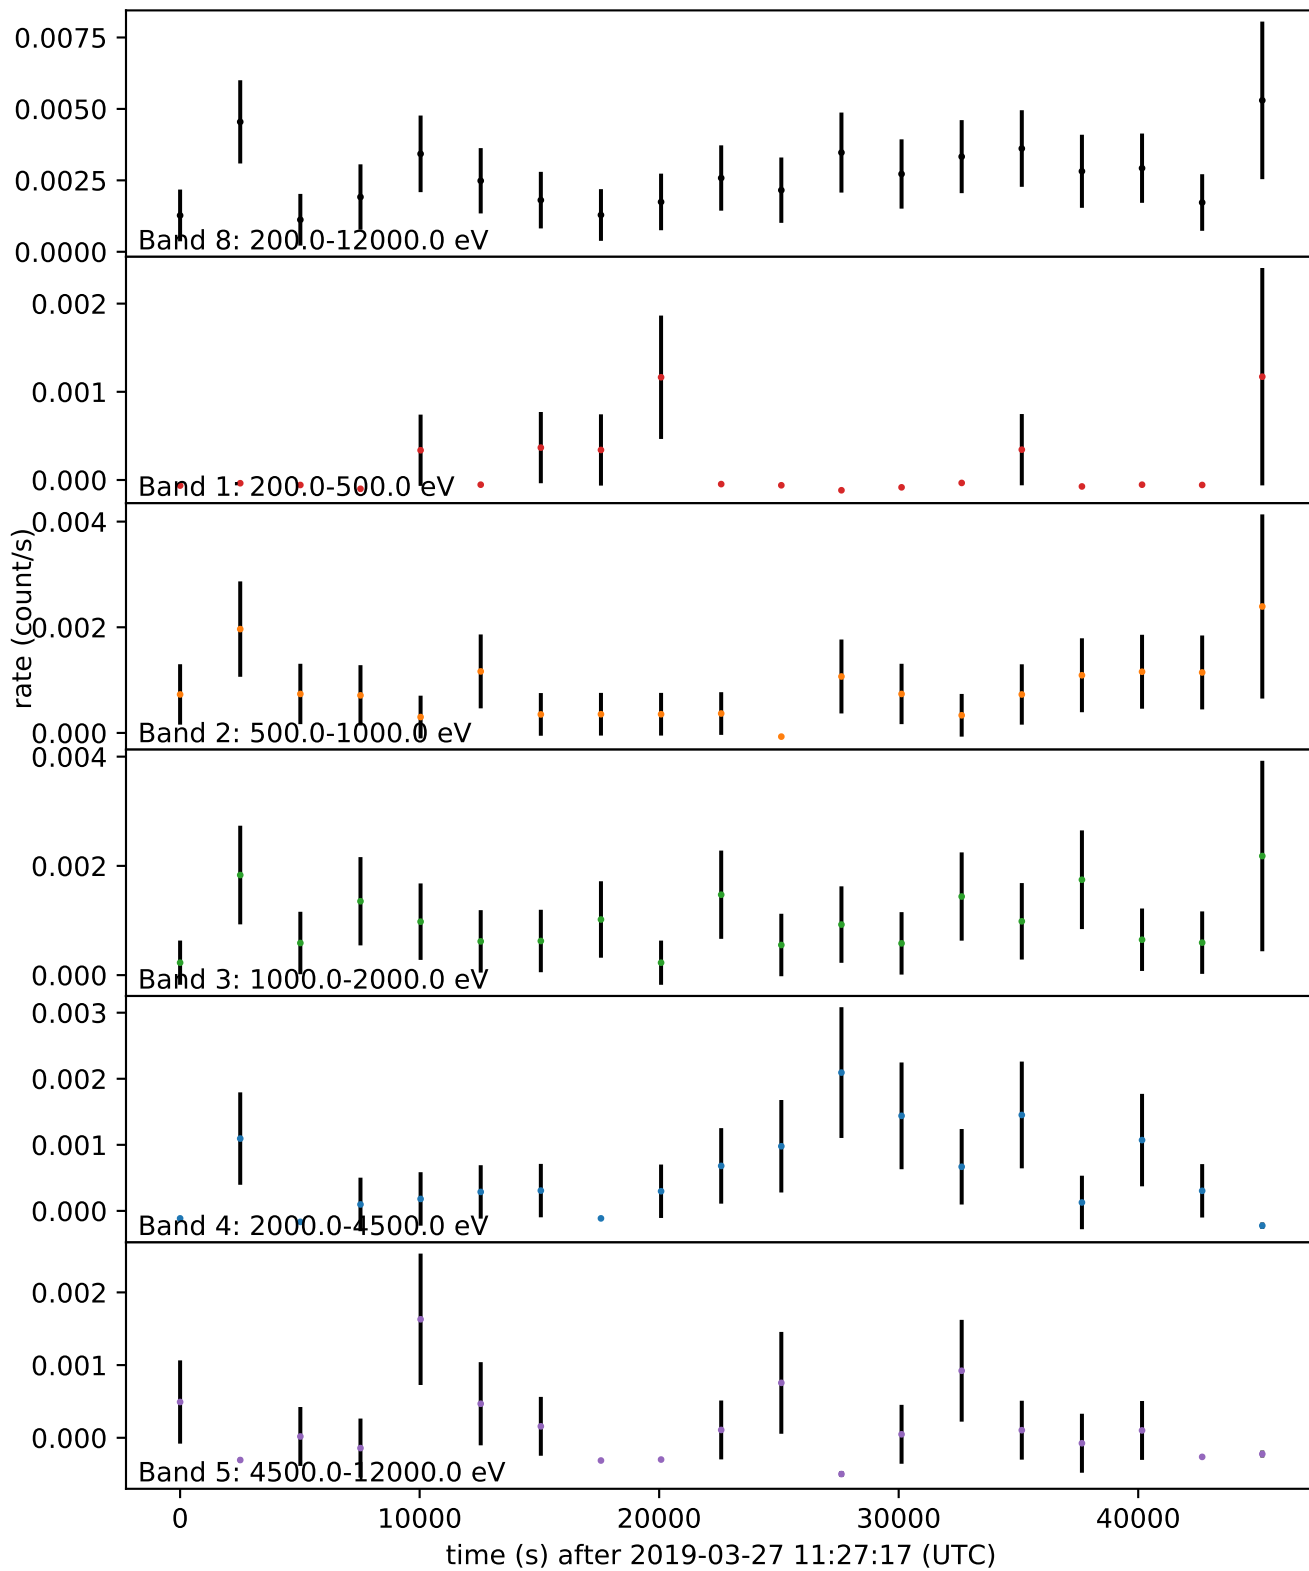 0.0075
0.0050
0.0025
0.0000
Band 8: 200.0-12000.0 eV
0.002
0.001
0.000
Band 1: 200.0-500.0 eV
rate (count/s)
0.004
0.002
0.000
Band 2: 500.0-1000.0 eV
0.004
0.002
0.000
Band 3: 1000.0-2000.0 eV
0.003
0.002
0.001
0.000
Band 4: 2000.0-4500.0 eV
0.002
0.001
0.000
Band 5: 4500.0-12000.0 eV
0 10000 20000 30000 40000
time (s) after 2019-03-27 11:27:17 (UTC)